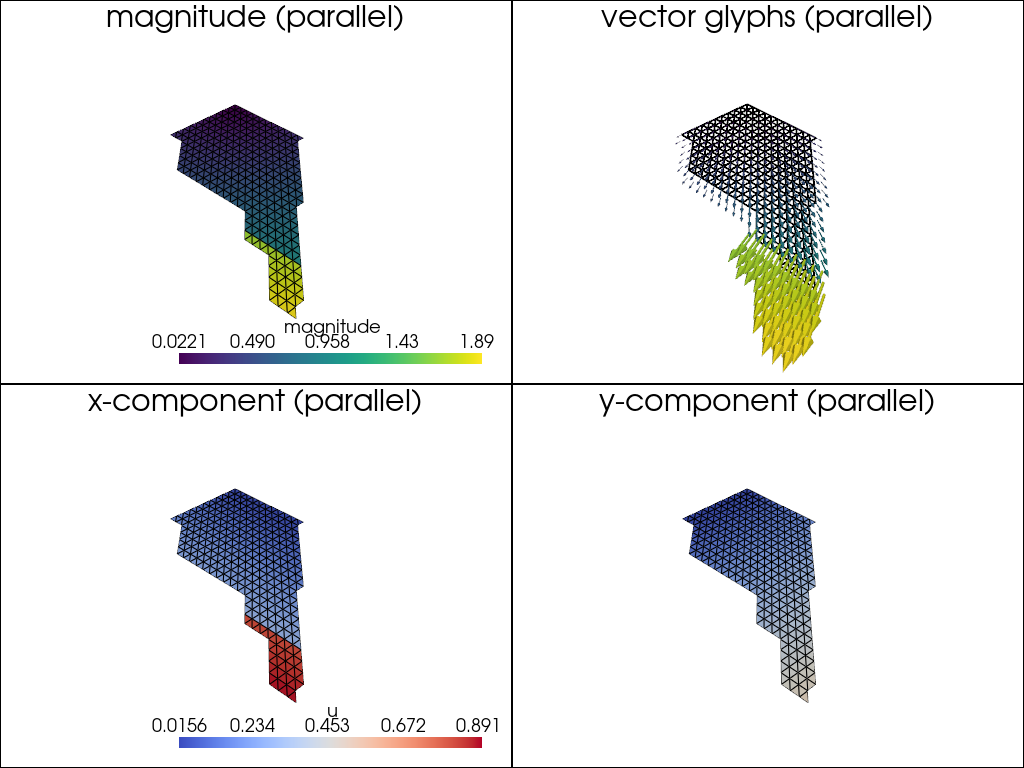 magnitude (parallel)
vector glyphs (parallel)
magnitude
0.0221 0.490 0.958 1.43 1.89
x-component (parallel)
y-component (parallel)
u
0.0156 0.234 0.453 0.672 0.891